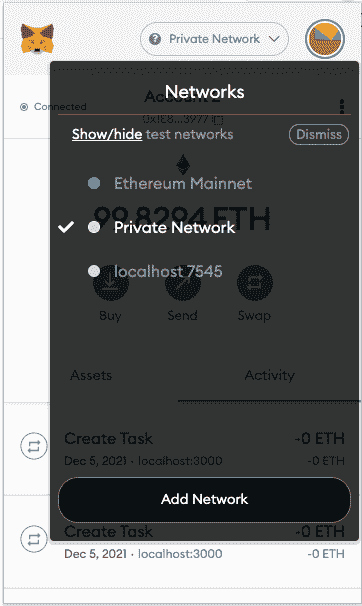 Private Network
Networks
Connected
Account 2
0x1E8...3977
Show/hide test networks
Dismiss
Ethereum Mainnet
99.8294 ETH
Private Network
localhost 7545
Buy
Send
Swap
Assets
Activity
Create Task
-0 ETH
Dec 5, 2021 · localhost:3000
-0 ETH
Add Network
Create Task
-0 ETH
Dec 5, 2021 · localhost:3000
-0 ETH